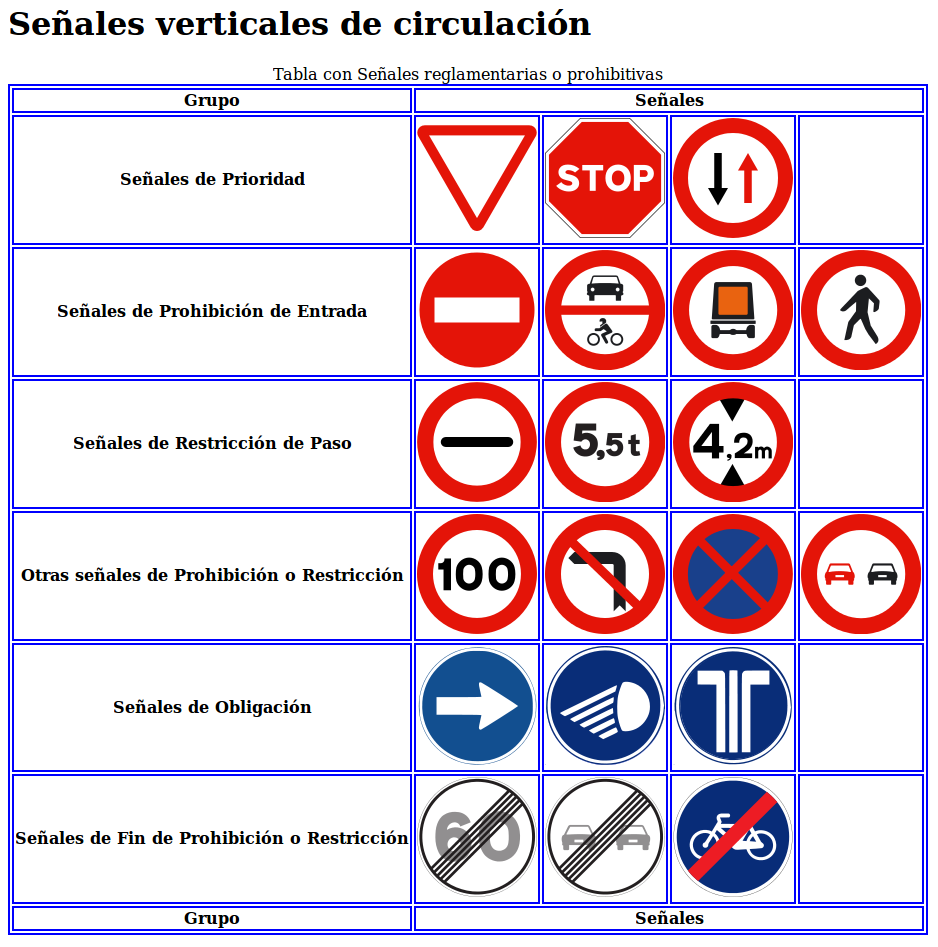 Señales verticales de circulación
Tabla con Señales reglamentarias o prohibitivas
Grupo Señales
Señales de Prioridad STOP
Señales de Prohibición de Entrada
Señales de Restricción de Paso 5,5t 4,2m
Otras señales de Prohibición o Restricción 100
Señales de Obligación
Señales de Fin de Prohibición o Restricción 60
Grupo Señales